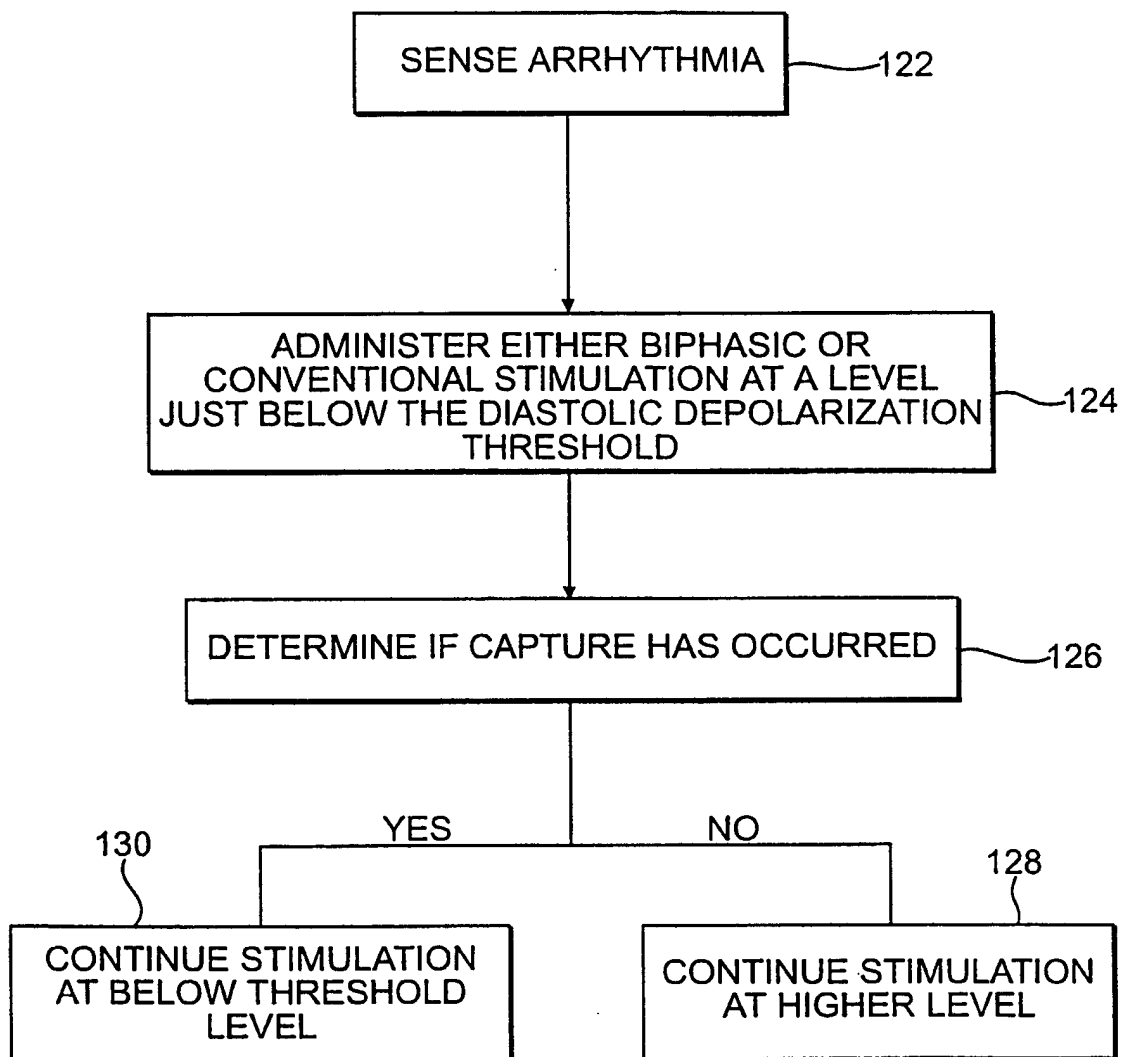 SENSE ARRHYTHMIA
122
ADMINISTER EITHER BIPHASIC OR
CONVENTIONAL STIMULATION AT A LEVEL
JUST BELOW THE DIASTOLIC DEPOLARIZATION
THRESHOLD
124
DETERMINE IF CAPTURE HAS OCCURRED
126
YES
NO
130
128
CONTINUE STIMULATION
AT BELOW THRESHOLD
LEVEL
CONTINUE STIMULATION
AT HIGHER LEVEL